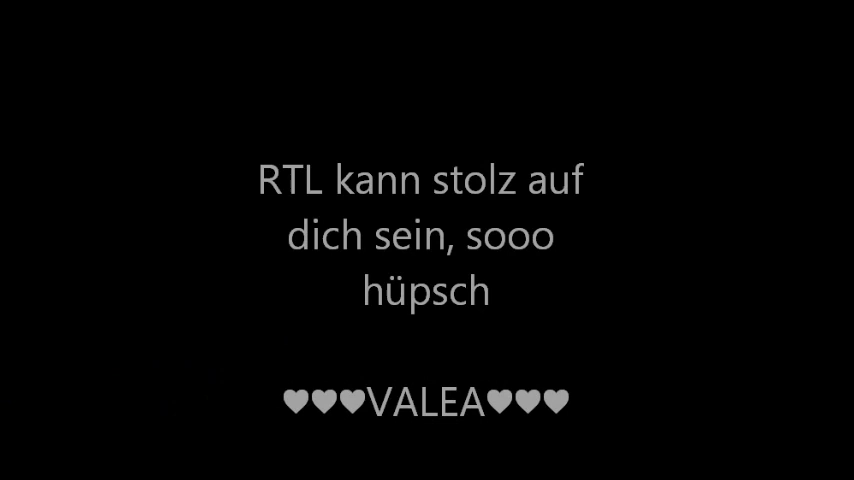 RTL kann stolz auf
dich sein, sooo
hüpsch
♥♥♥VALEA♥♥♥